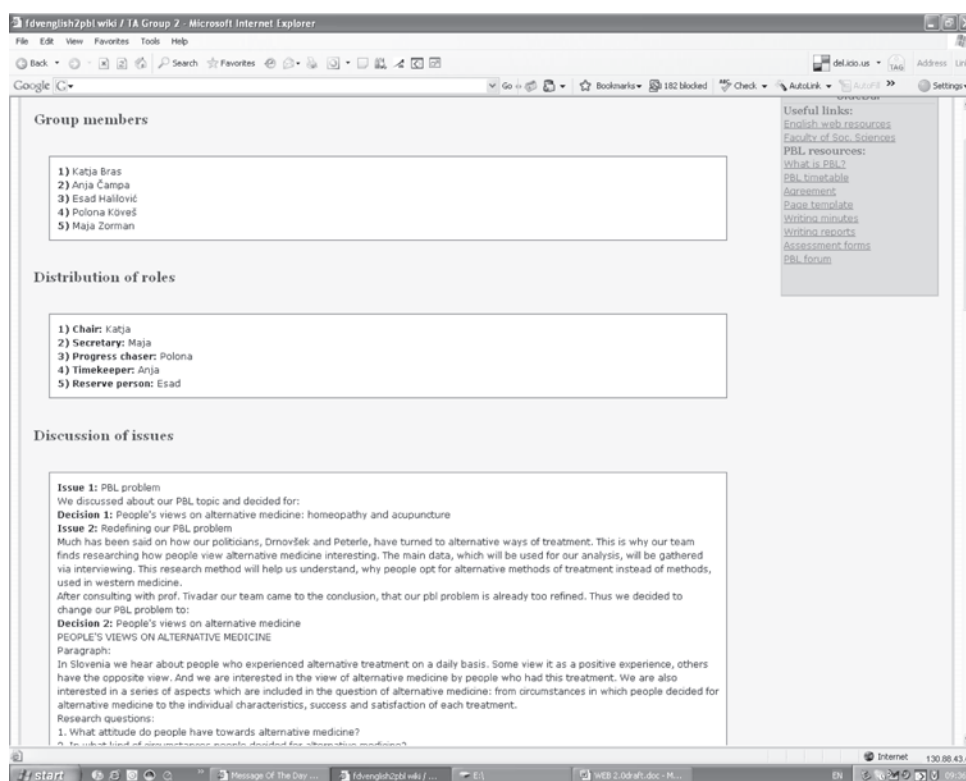 fdvenglish2pbl wiki / TA Group 2 - Microsoft Internet Explorer
File Edit View Favorites Tools Help
Back Search Favorites del.icio.us TAG Address
Google Go Bookmarks 182 blocked Check AutoLink AutoFill Settings
SideBar
Useful links:
English web resources
Faculty of Soc. Sciences
PBL resources:
What is PBL?
PBL timetable
Agreement
Page template
Writing minutes
Writing reports
Assessment forms
PBL forum
Group members
1) Katja Bras
2) Anja Čampa
3) Esad Halilović
4) Polona Köveš
5) Maja Zorman
Distribution of roles
1) Chair: Katja
2) Secretary: Maja
3) Progress chaser: Polona
4) Timekeeper: Anja
5) Reserve person: Esad
Discussion of issues
Issue 1: PBL problem
We discussed about our PBL topic and decided for:
Decision 1: People's views on alternative medicine: homeopathy and acupuncture
Issue 2: Redefining our PBL problem
Much has been said on how our politicians, Drnovšek and Peterle, have turned to alternative ways of treatment. This is why our team
finds researching how people view alternative medicine interesting. The main data, which will be used for our analysis, will be gathered
via interviewing. This research method will help us understand, why people opt for alternative methods of treatment instead of methods,
used in western medicine.
After consulting with prof. Tivadar our team came to the conclusion, that our pbl problem is already too refined. Thus we decided to
change our PBL problem to:
Decision 2: People's views on alternative medicine
PEOPLE'S VIEWS ON ALTERNATIVE MEDICINE
Paragraph:
In Slovenia we hear about people who experienced alternative treatment on a daily basis. Some view it as a positive experience, others
have the opposite view. And we are interested in the view of alternative medicine by people who had this treatment. We are also
interested in a series of aspects which are included in the question of alternative medicine: from circumstances in which people decided for
alternative medicine to the individual characteristics, success and satisfaction of each treatment.
Research questions:
1. What attitude do people have towards alternative medicine?
2. In what kind of circumstances people decided for alternative medicine?
Internet 130.88.43.
start Message Of The Day ... fdvenglish2pbl wiki / ... E:\ WEB 2.0draft.doc - M... EN